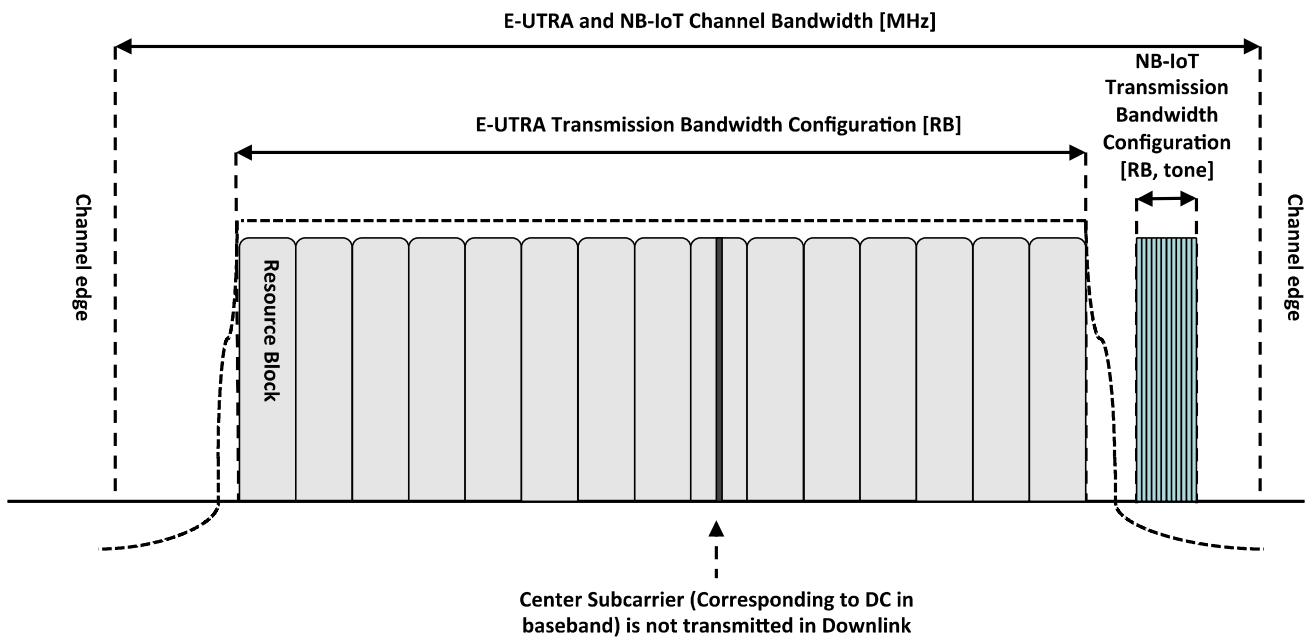 E-UTRA and NB-IoT Channel Bandwidth [MHz]
NB-IoT
Transmission
Bandwidth
Configuration
[RB, tone]
E-UTRA Transmission Bandwidth Configuration [RB]
Channel edge
Channel edge
Resource Block
Center Subcarrier (Corresponding to DC in
baseband) is not transmitted in Downlink